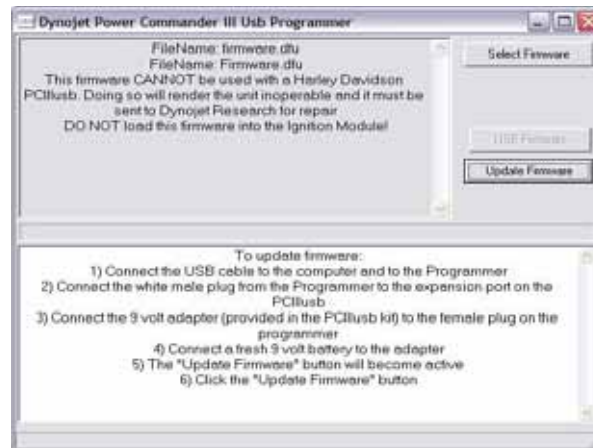 Dynojet Power Commander III Usb Programmer
FileName: firmware.dfu
FileName: Firmware.dfu
This firmware CANNOT be used with a Harley Davidson
PCIIIusb. Doing so will render the unit inoperable and it must be
sent to Dynojet Research for repair
DO NOT load this firmware into the Ignition Module!
Select Firmware
USB Firmware
Update Firmware
To update firmware:
1) Connect the USB cable to the computer and to the Programmer
2) Connect the white male plug from the Programmer to the expansion port on the
PCIIIusb
3) Connect the 9 volt adapter (provided in the PCIIIusb kit) to the female plug on the
programmer
4) Connect a fresh 9 volt battery to the adapter
5) The "Update Firmware" button will become active
6) Click the "Update Firmware" button